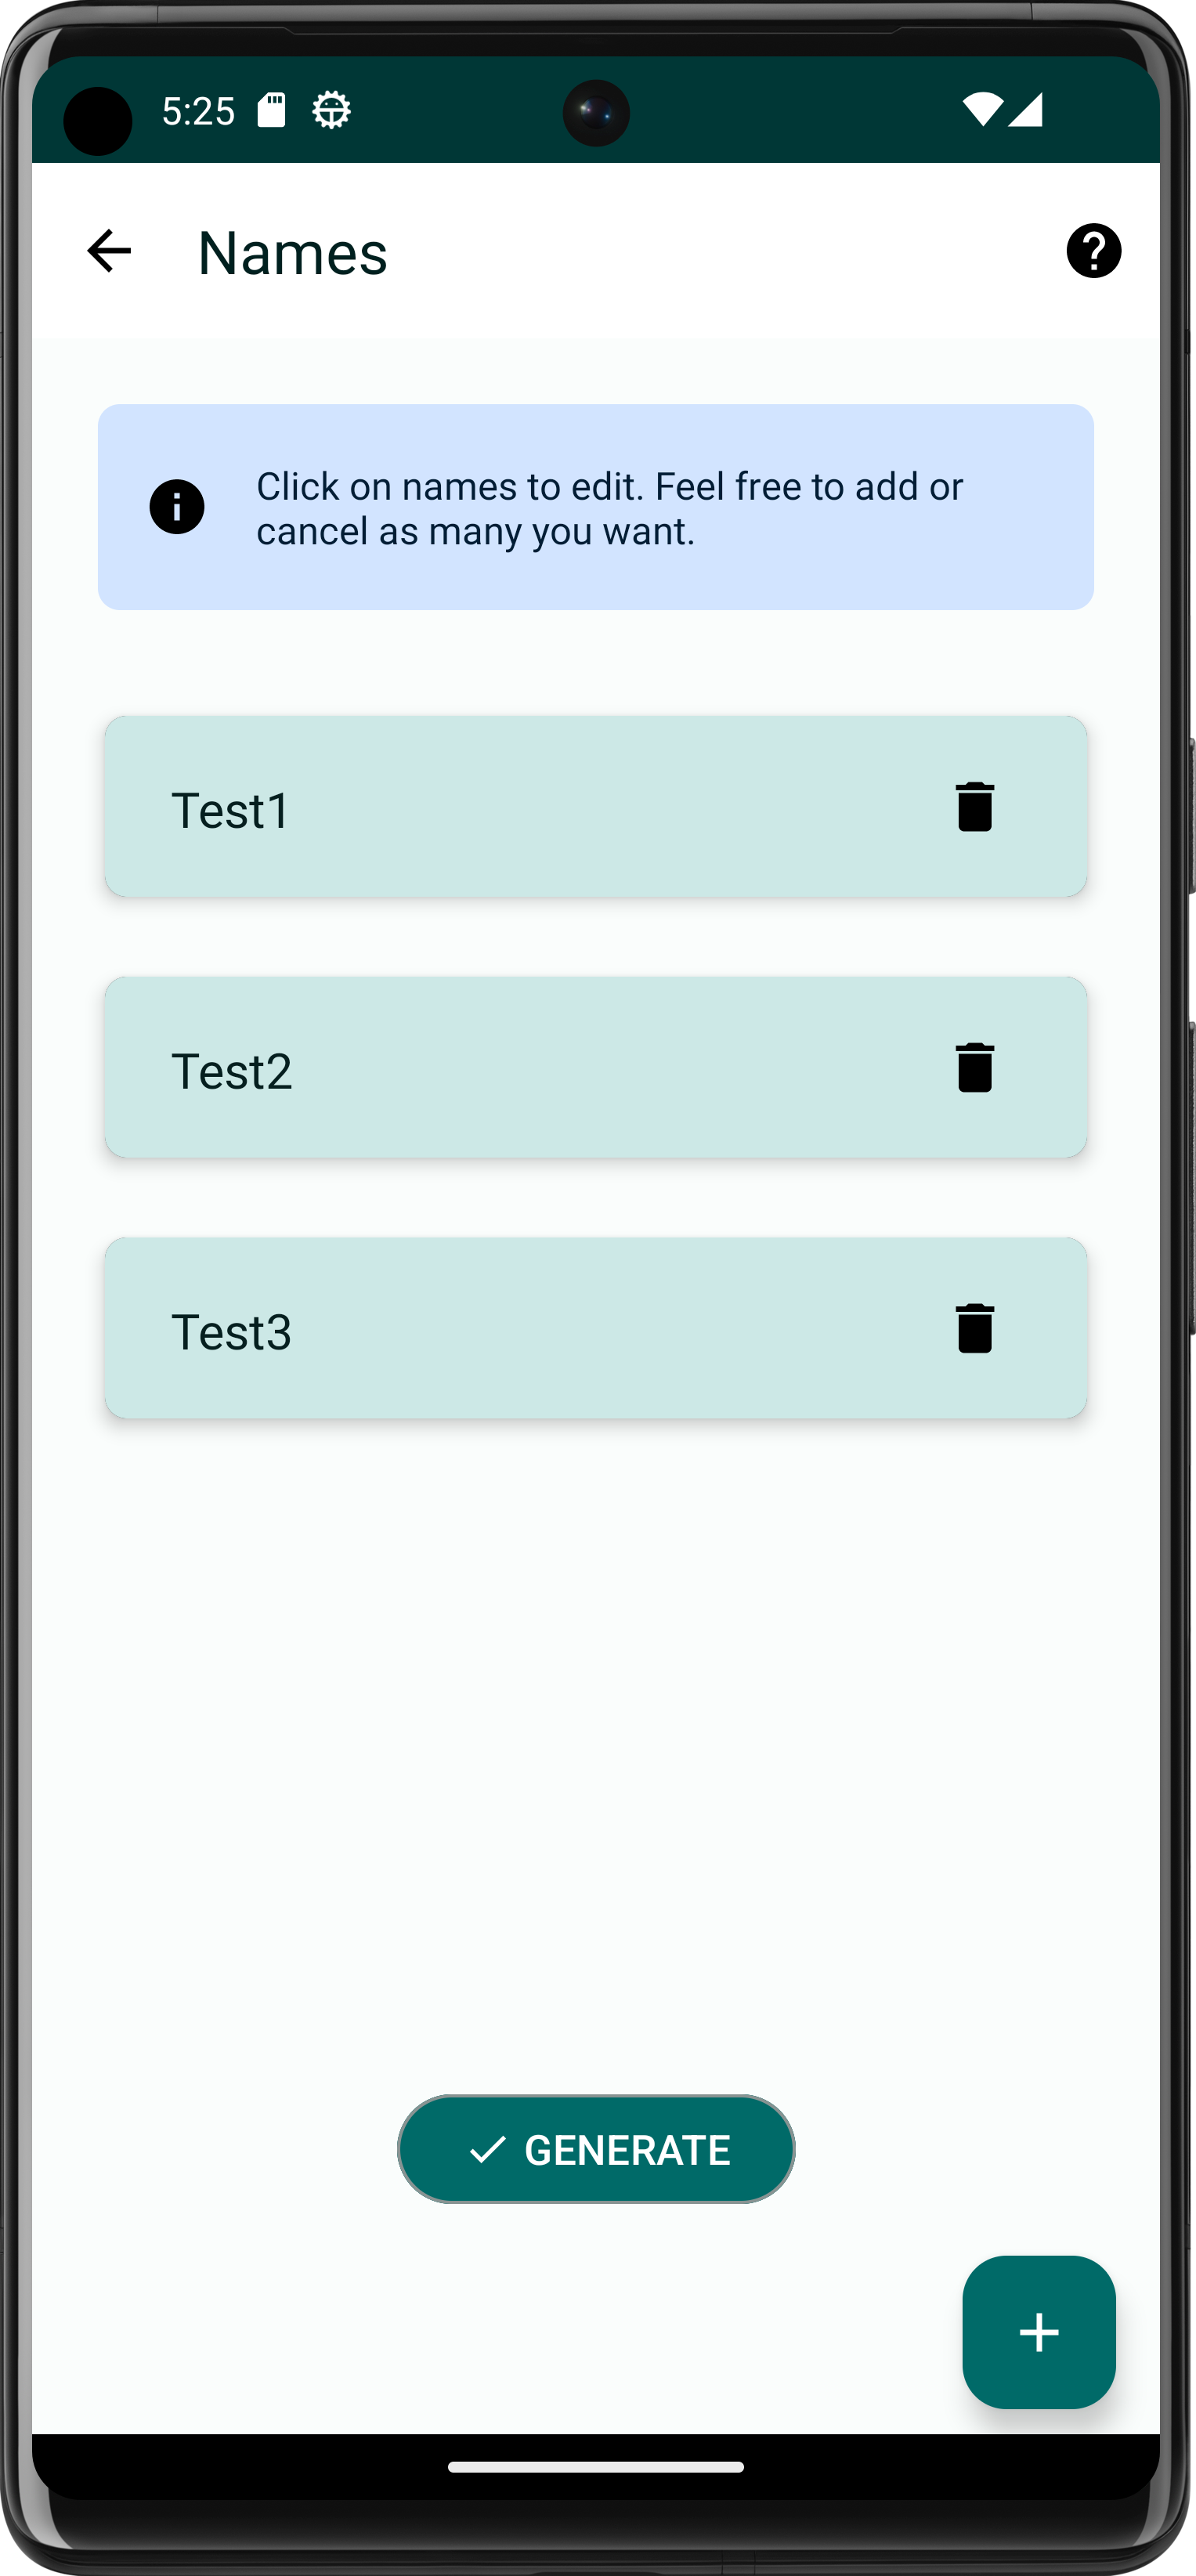 5:25
Names
Click on names to edit. Feel free to add or
cancel as many you want.
Test1
Test2
Test3
GENERATE